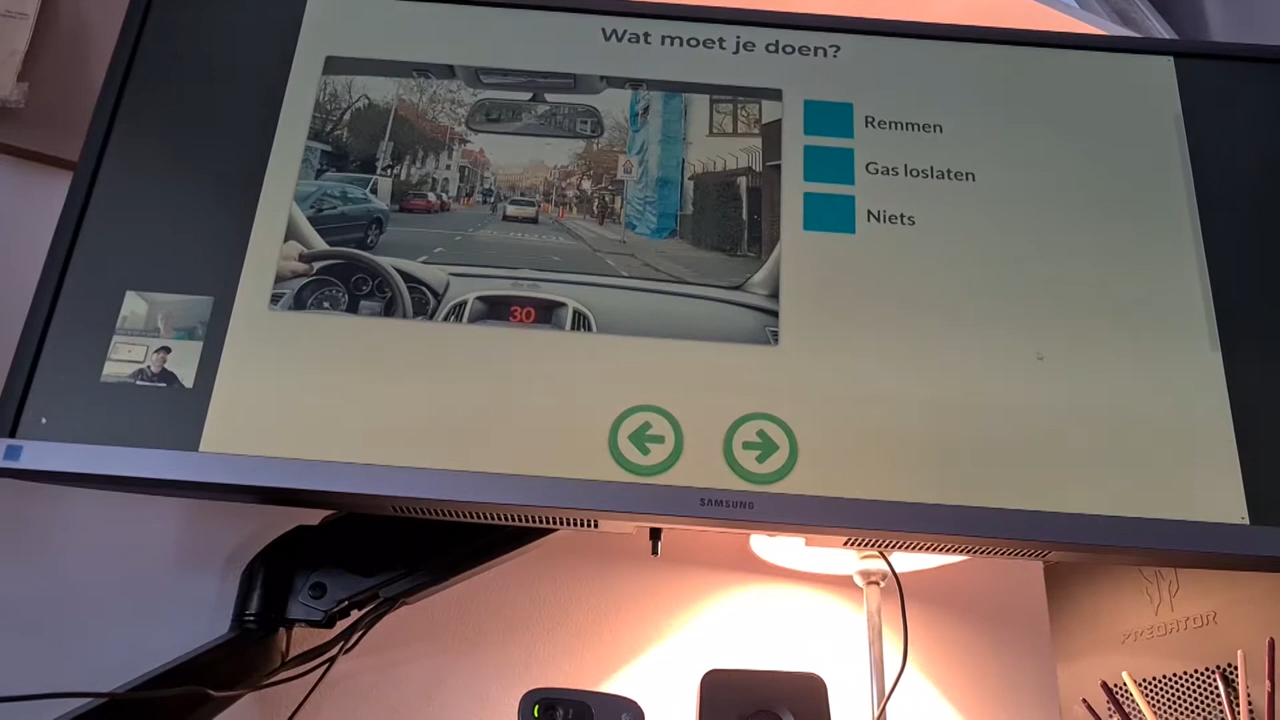 Wat moet je doen?
Remmen
Gas loslaten
Niets
30
SAMSUNG
PREDATOR